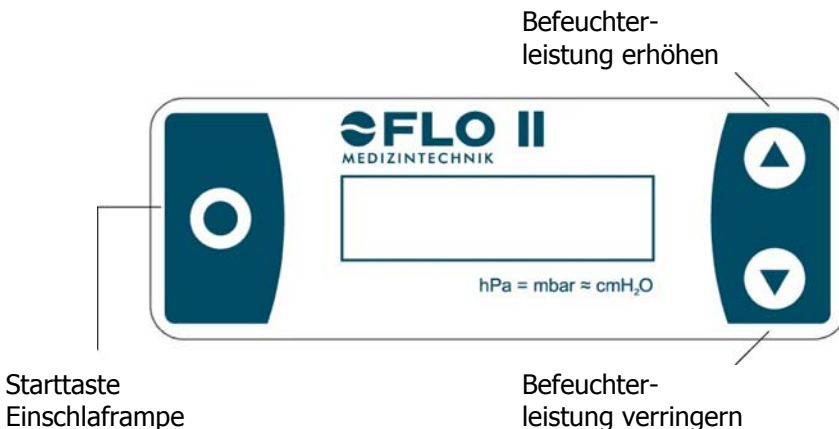 Befeuchter-
leistung erhöhen
FLO II
MEDIZINTECHNIK
hPa = mbar ≈ cmH₂O
Starttaste
Einschlaframpe
Befeuchter-
leistung verringern